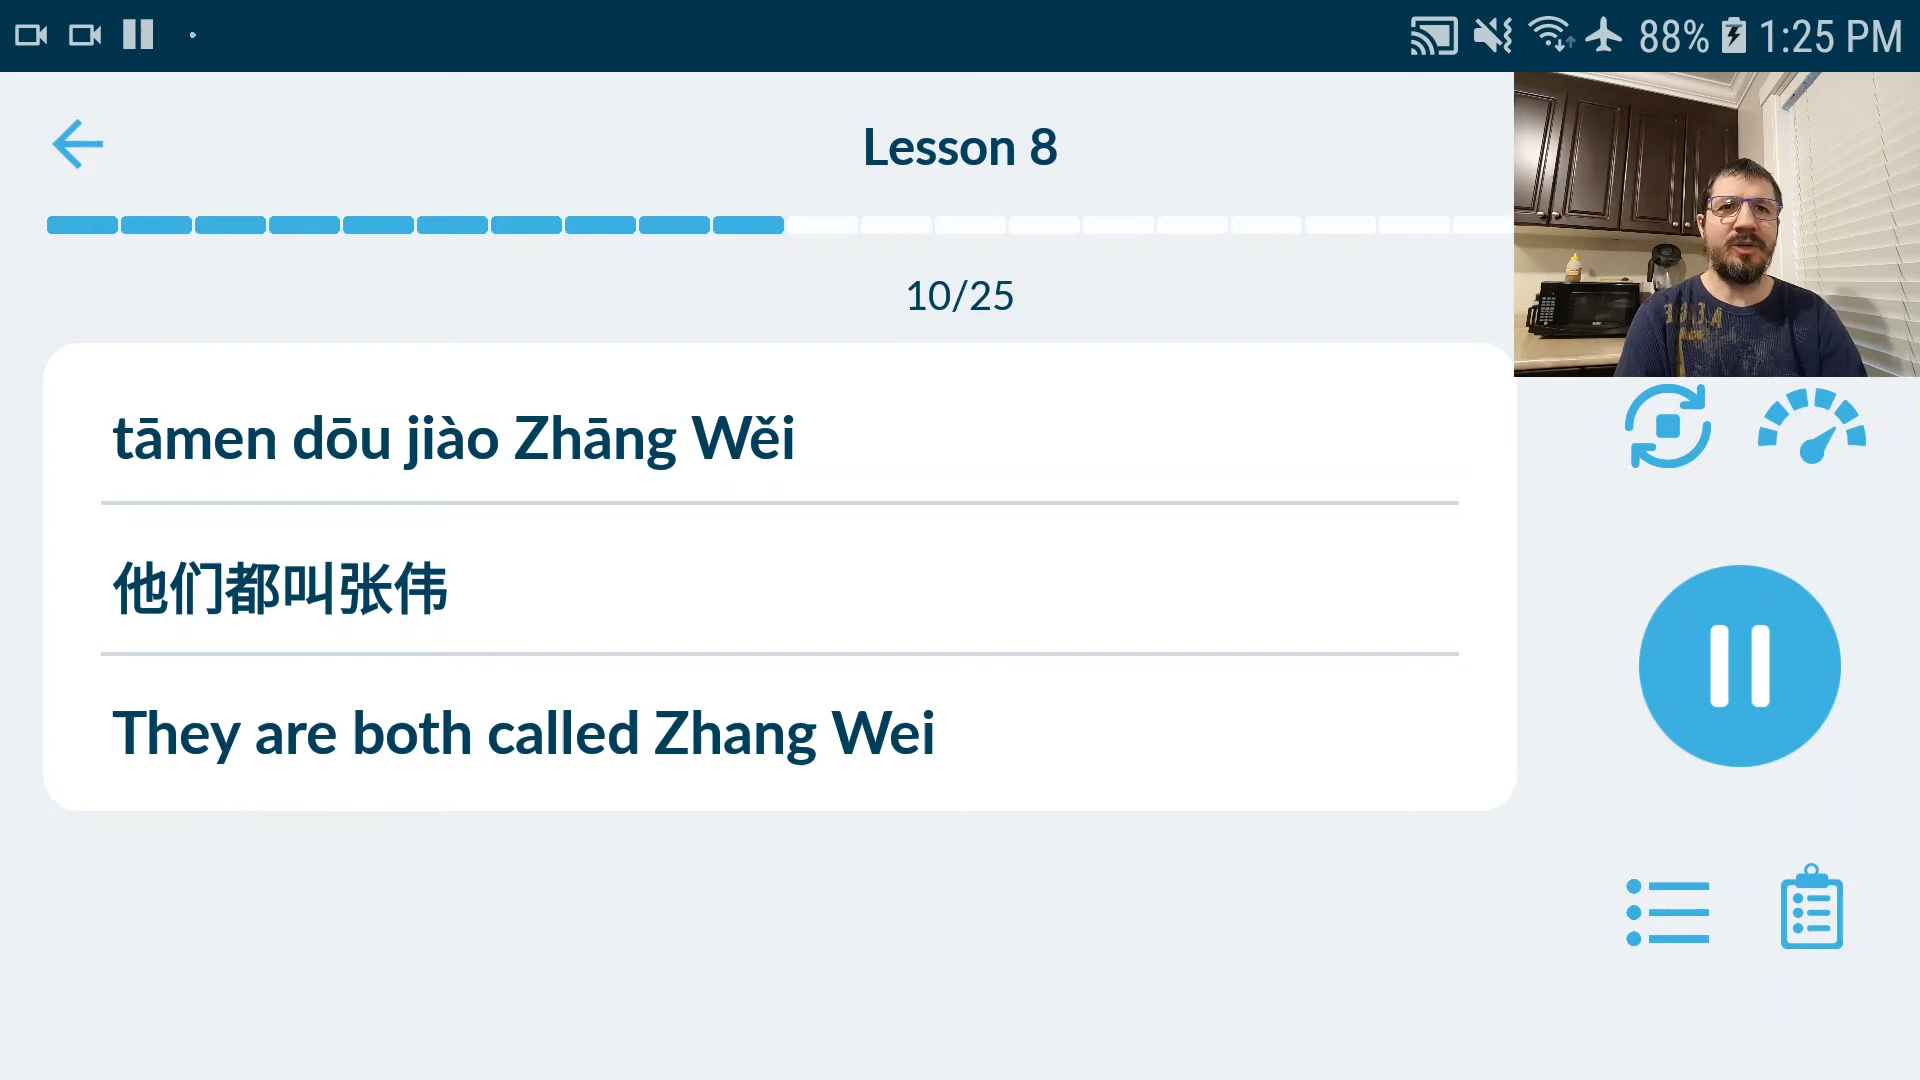 88% 1:25 PM
Lesson 8
10/25
tāmen dōu jiào Zhāng Wěi
他们都叫张伟
They are both called Zhang Wei